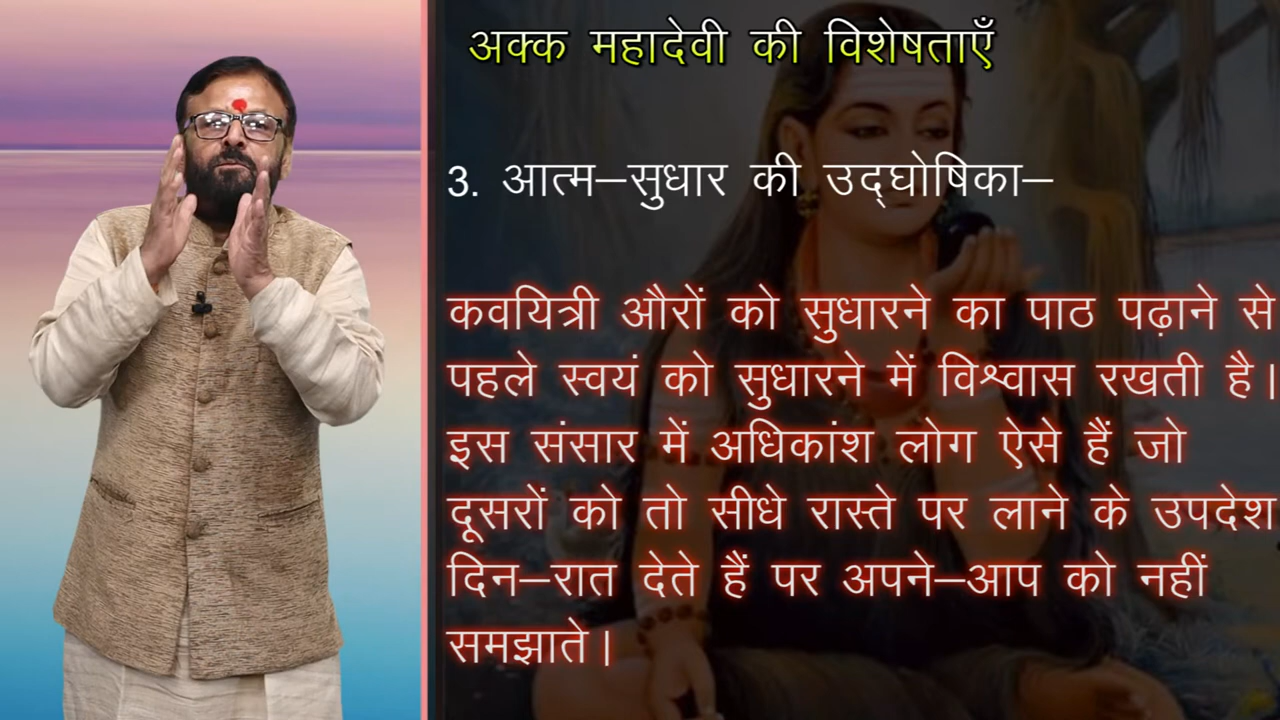 अक्क महादेवी की विशेषताएँ
3. आत्म–सुधार की उद्घोषिका–
कवयित्री औरों को सुधारने का पाठ पढ़ाने से
पहले स्वयं को सुधारने में विश्वास रखती है।
इस संसार में अधिकांश लोग ऐसे हैं जो
दूसरों को तो सीधे रास्ते पर लाने के उपदेश
दिन–रात देते हैं पर अपने–आप को नहीं
समझाते।